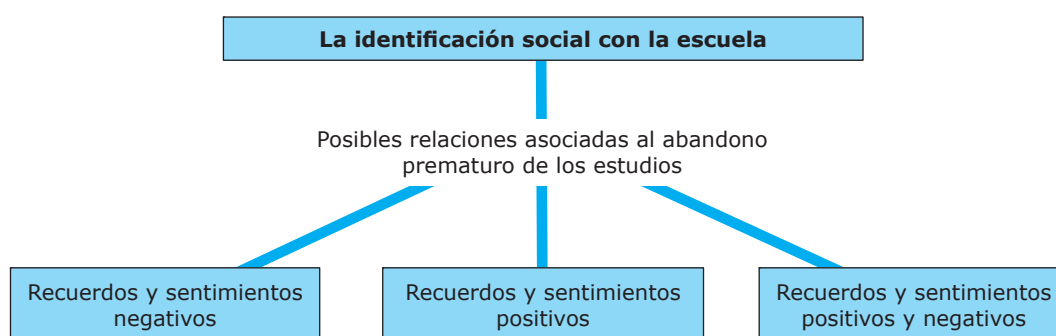 La identificación social con la escuela
Posibles relaciones asociadas al abandono
prematuro de los estudios
Recuerdos y sentimientos
negativos
Recuerdos y sentimientos
positivos
Recuerdos y sentimientos
positivos y negativos